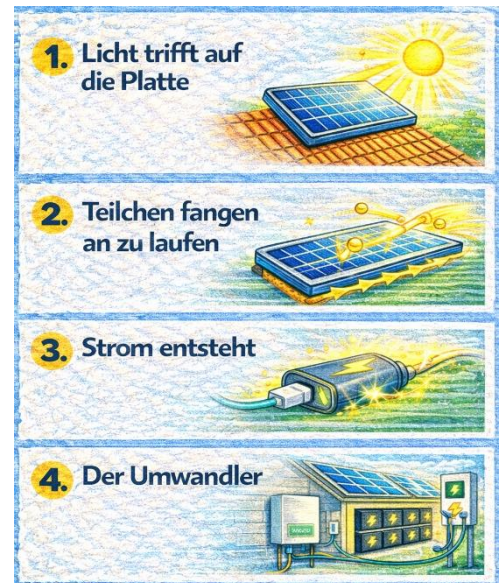 1. Licht trifft auf
die Platte
2. Teilchen fangen
an zu laufen
3. Strom entsteht
4. Der Umwandler